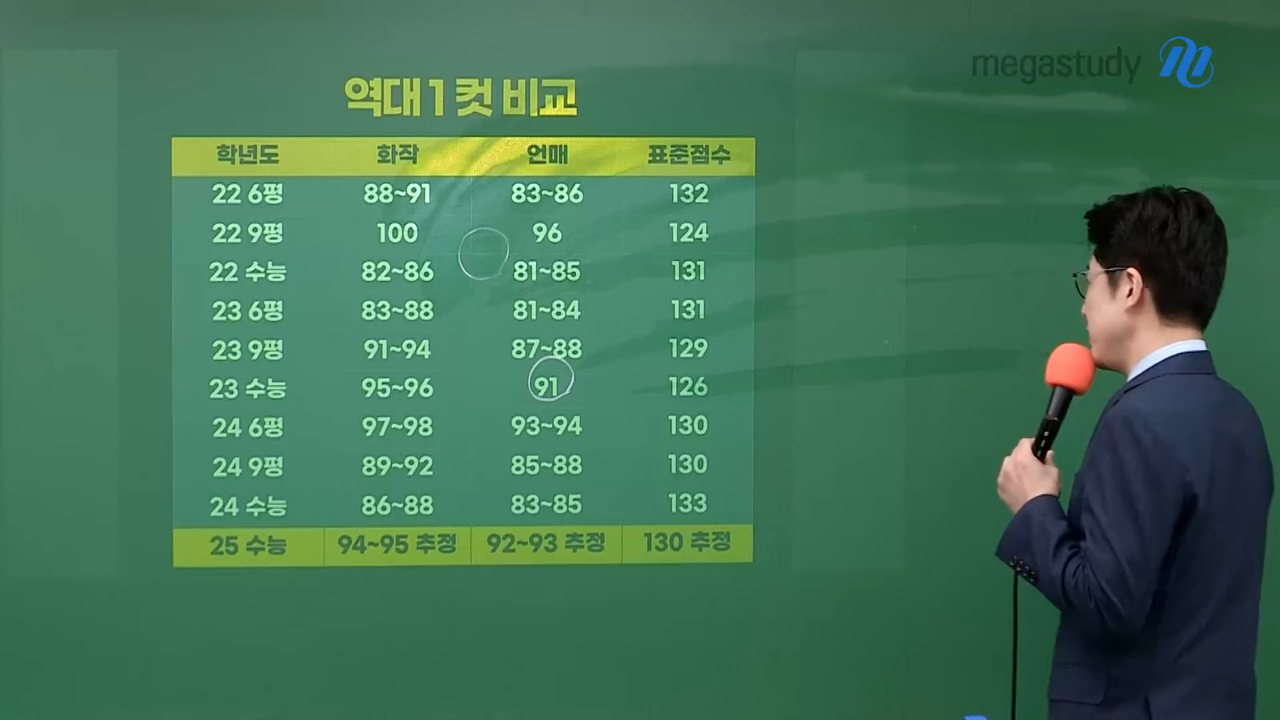 megastudy
역대 1 컷 비교
학년도 화작 언매 표준점수
22 6평 88~91 83~86 132
22 9평 100 96 124
22 수능 82~86 81~85 131
23 6평 83~88 81~84 131
23 9평 91~94 87~88 129
23 수능 95~96 91 126
24 6평 97~98 93~94 130
24 9평 89~92 85~88 130
24 수능 86~88 83~85 133
25 수능 94~95 추정 92~93 추정 130 추정